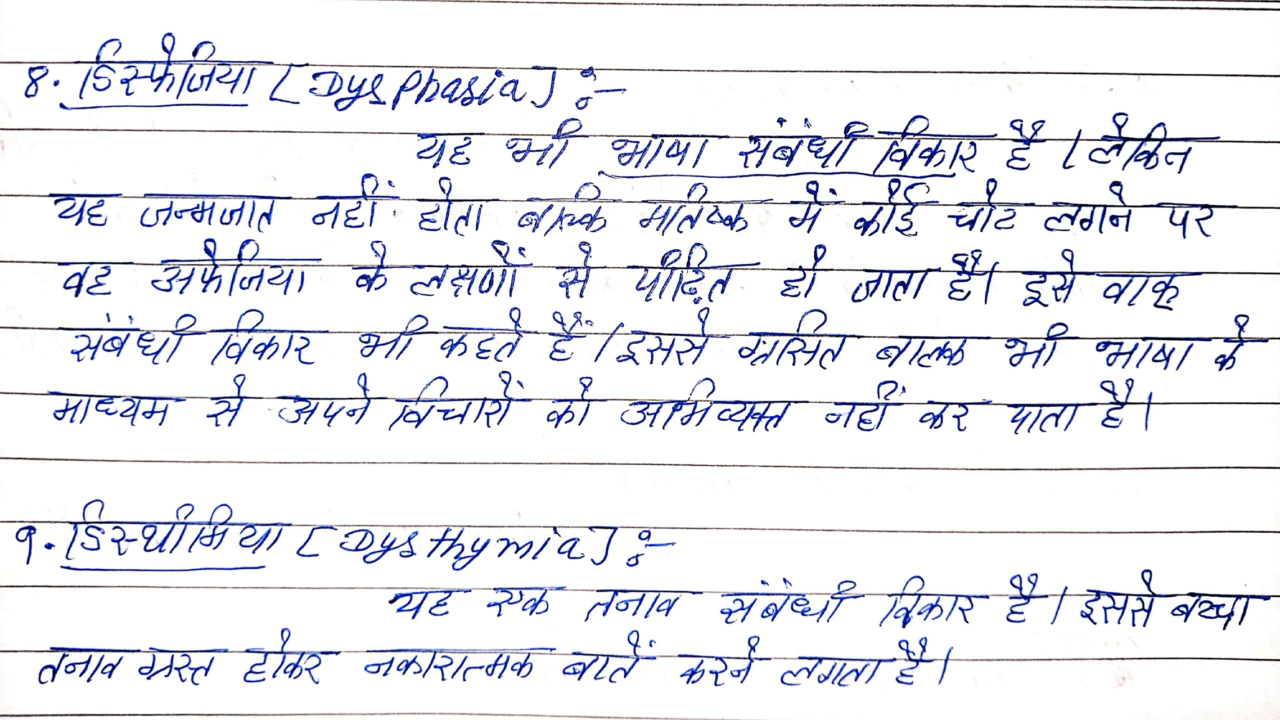 8. डिस्फेजिया [Dysphasia] :-
यह भी भाषा संबंधी विकार है । लेकिन
यह जन्मजात नहीं होता बल्कि मतिष्क में कोई चोट लगने पर
वह अफेजिया के लक्षणों से पीड़ित हो जाता है। इसे वाक्
संबंधी विकार भी कहते हैं । इससे ग्रसित बालक भी भाषा के
माध्यम से अपने विचारों को अभिव्यक्त नहीं कर पाता है।
9. डिस्थीमिया [Dysthymia] :-
यह एक तनाव संबंधी विकार है । इससे बच्चा
तनाव ग्रस्त होकर नकारात्मक बातें करने लगता है।